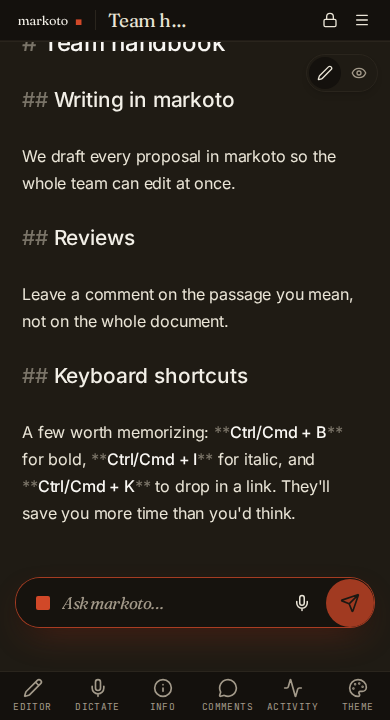 markoto
Team h...
# Team handbook
## Writing in markoto
We draft every proposal in markoto so the
whole team can edit at once.
## Reviews
Leave a comment on the passage you mean,
not on the whole document.
## Keyboard shortcuts
A few worth memorizing: **Ctrl/Cmd + B**
for bold, **Ctrl/Cmd + I** for italic, and
**Ctrl/Cmd + K** to drop in a link. They'll
save you more time than you'd think.
Ask markoto...
EDITOR DICTATE INFO COMMENTS ACTIVITY THEME